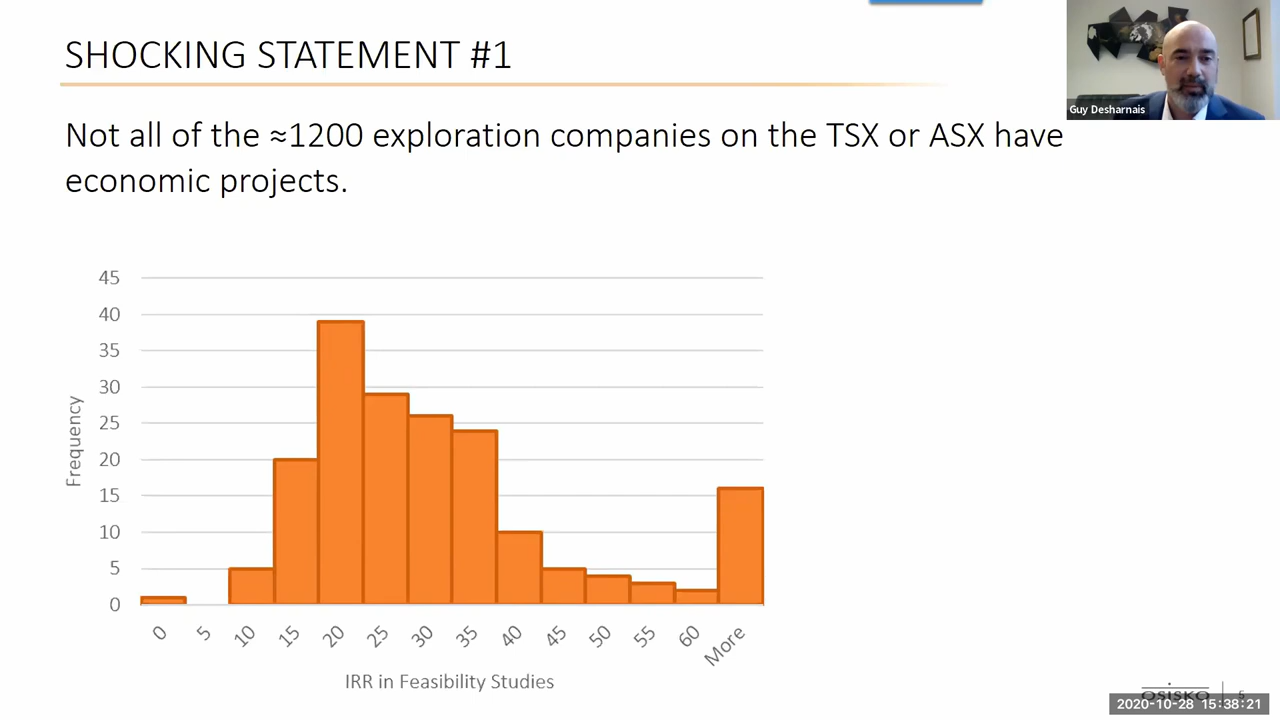 SHOCKING STATEMENT #1
Guy Desharnais
Not all of the ≈1200 exploration companies on the TSX or ASX have
economic projects.
45
40
35
30
25
20
15
10
5
0
Frequency
0 5 10 15 20 25 30 35 40 45 50 55 60 More
IRR in Feasibility Studies
OSISKO 5
2020-10-28 15:38:21